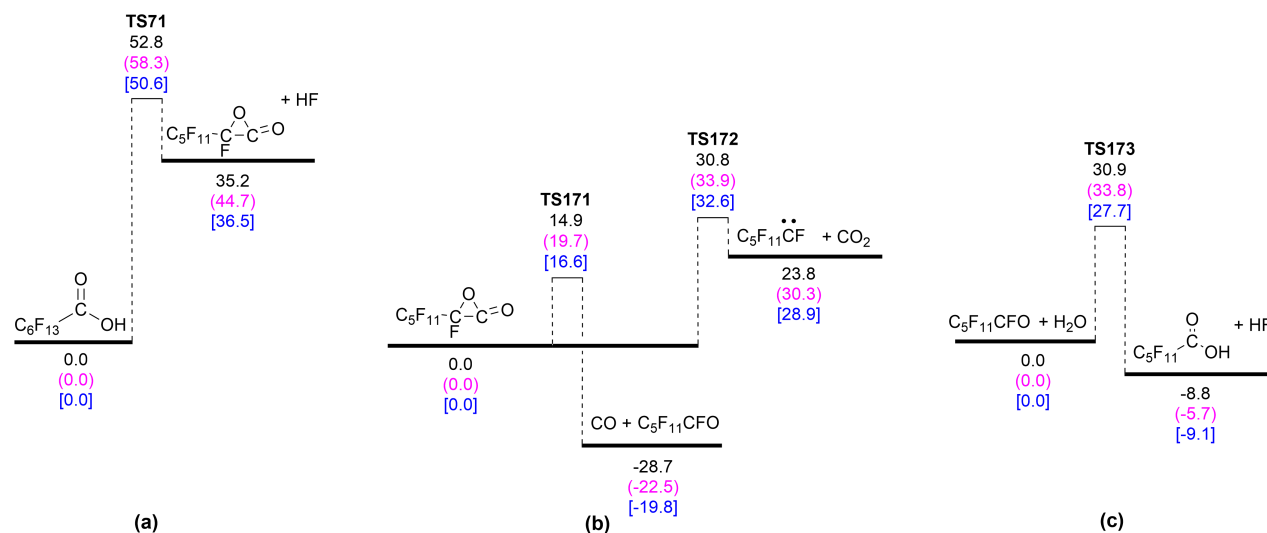 TS71
52.8
(58.3)
[50.6]
C5F11 C C O
O
F
+ HF
35.2
(44.7)
[36.5]
O
C6F13 C OH
0.0
(0.0)
[0.0]
(a)
TS171
14.9
(19.7)
[16.6]
TS172
30.8
(33.9)
[32.6]
C5F11CF + CO2
23.8
(30.3)
[28.9]
O
C5F11 C C O
F
0.0
(0.0)
[0.0]
CO + C5F11CFO
-28.7
(-22.5)
[-19.8]
(b)
TS173
30.9
(33.8)
[27.7]
C5F11CFO + H2O
0.0
(0.0)
[0.0]
O
C5F11 C OH + HF
-8.8
(-5.7)
[-9.1]
(c)